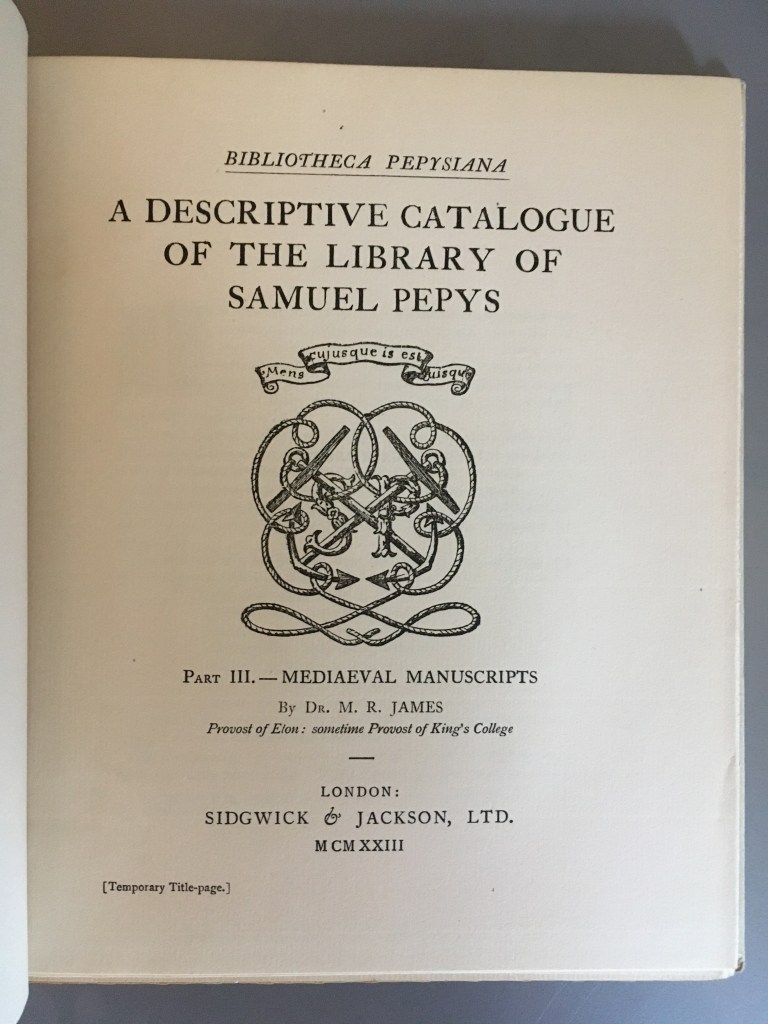 BIBLIOTHECA PEPYSIANA
A DESCRIPTIVE CATALOGUE
OF THE LIBRARY OF
SAMUEL PEPYS
Mens cujusque is est Quisque
PART III. — MEDIAEVAL MANUSCRIPTS
By DR. M. R. JAMES
Provost of Eton: sometime Provost of King's College
LONDON:
SIDGWICK & JACKSON, LTD.
MCMXXIII
[Temporary Title-page.]